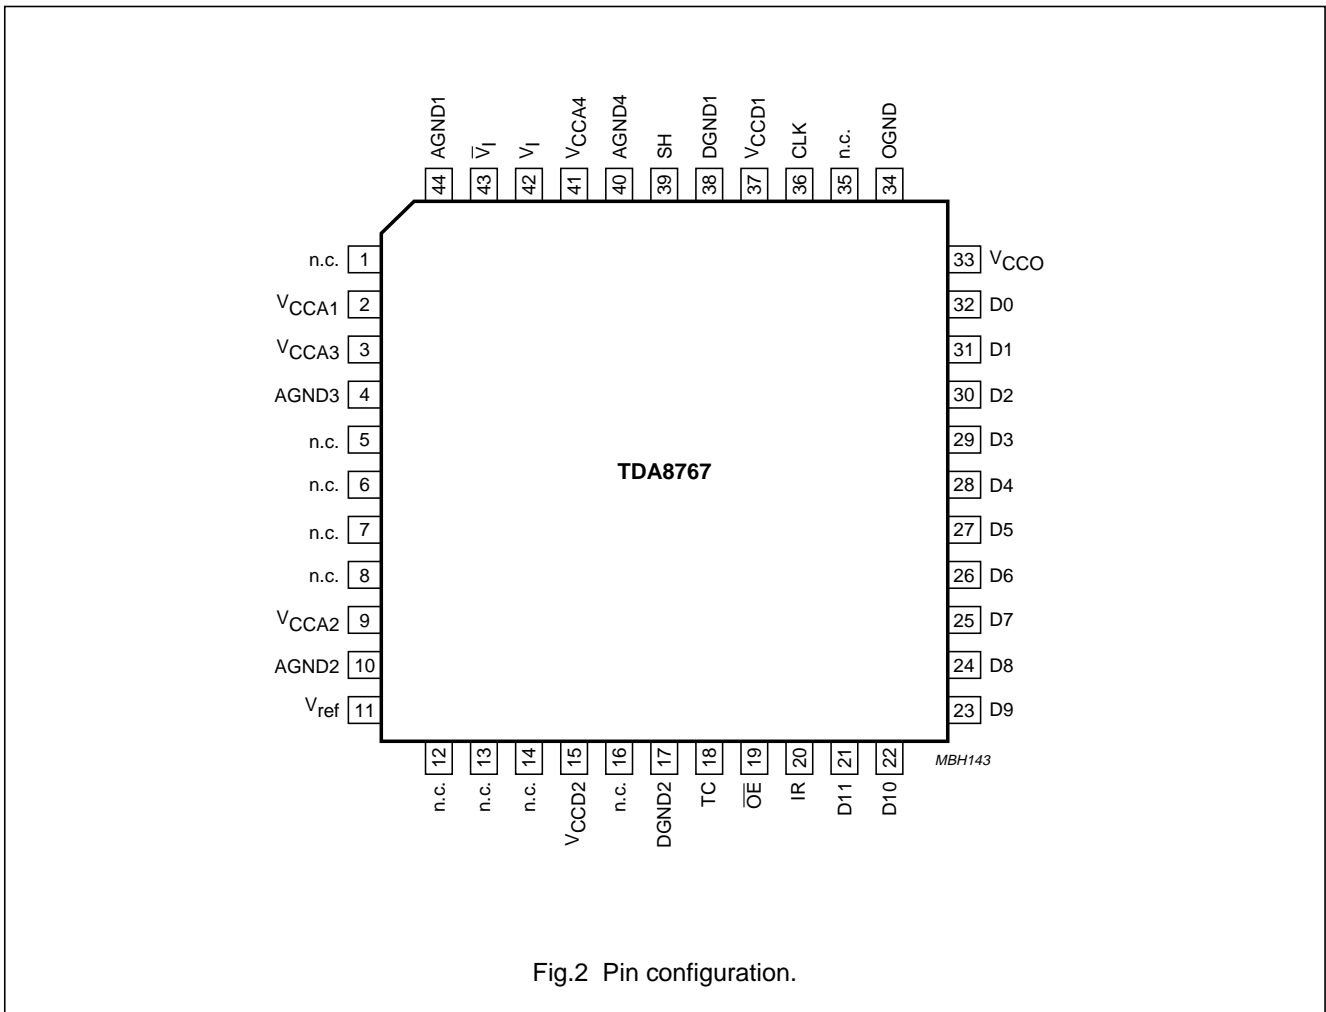 AGND1
V̅I
VI
VCCA4
AGND4
SH
DGND1
VCCD1
CLK
n.c.
OGND
44
43
42
41
40
39
38
37
36
35
34
n.c. 1
VCCA1 2
VCCA3 3
AGND3 4
n.c. 5
n.c. 6
n.c. 7
n.c. 8
VCCA2 9
AGND2 10
Vref 11
TDA8767
33 VCCO
32 D0
31 D1
30 D2
29 D3
28 D4
27 D5
26 D6
25 D7
24 D8
23 D9
12
13
14
15
16
17
18
19
20
21
22
n.c.
n.c.
n.c.
VCCD2
n.c.
DGND2
TC
O̅E̅
IR
D11
D10
MBH143
Fig.2 Pin configuration.